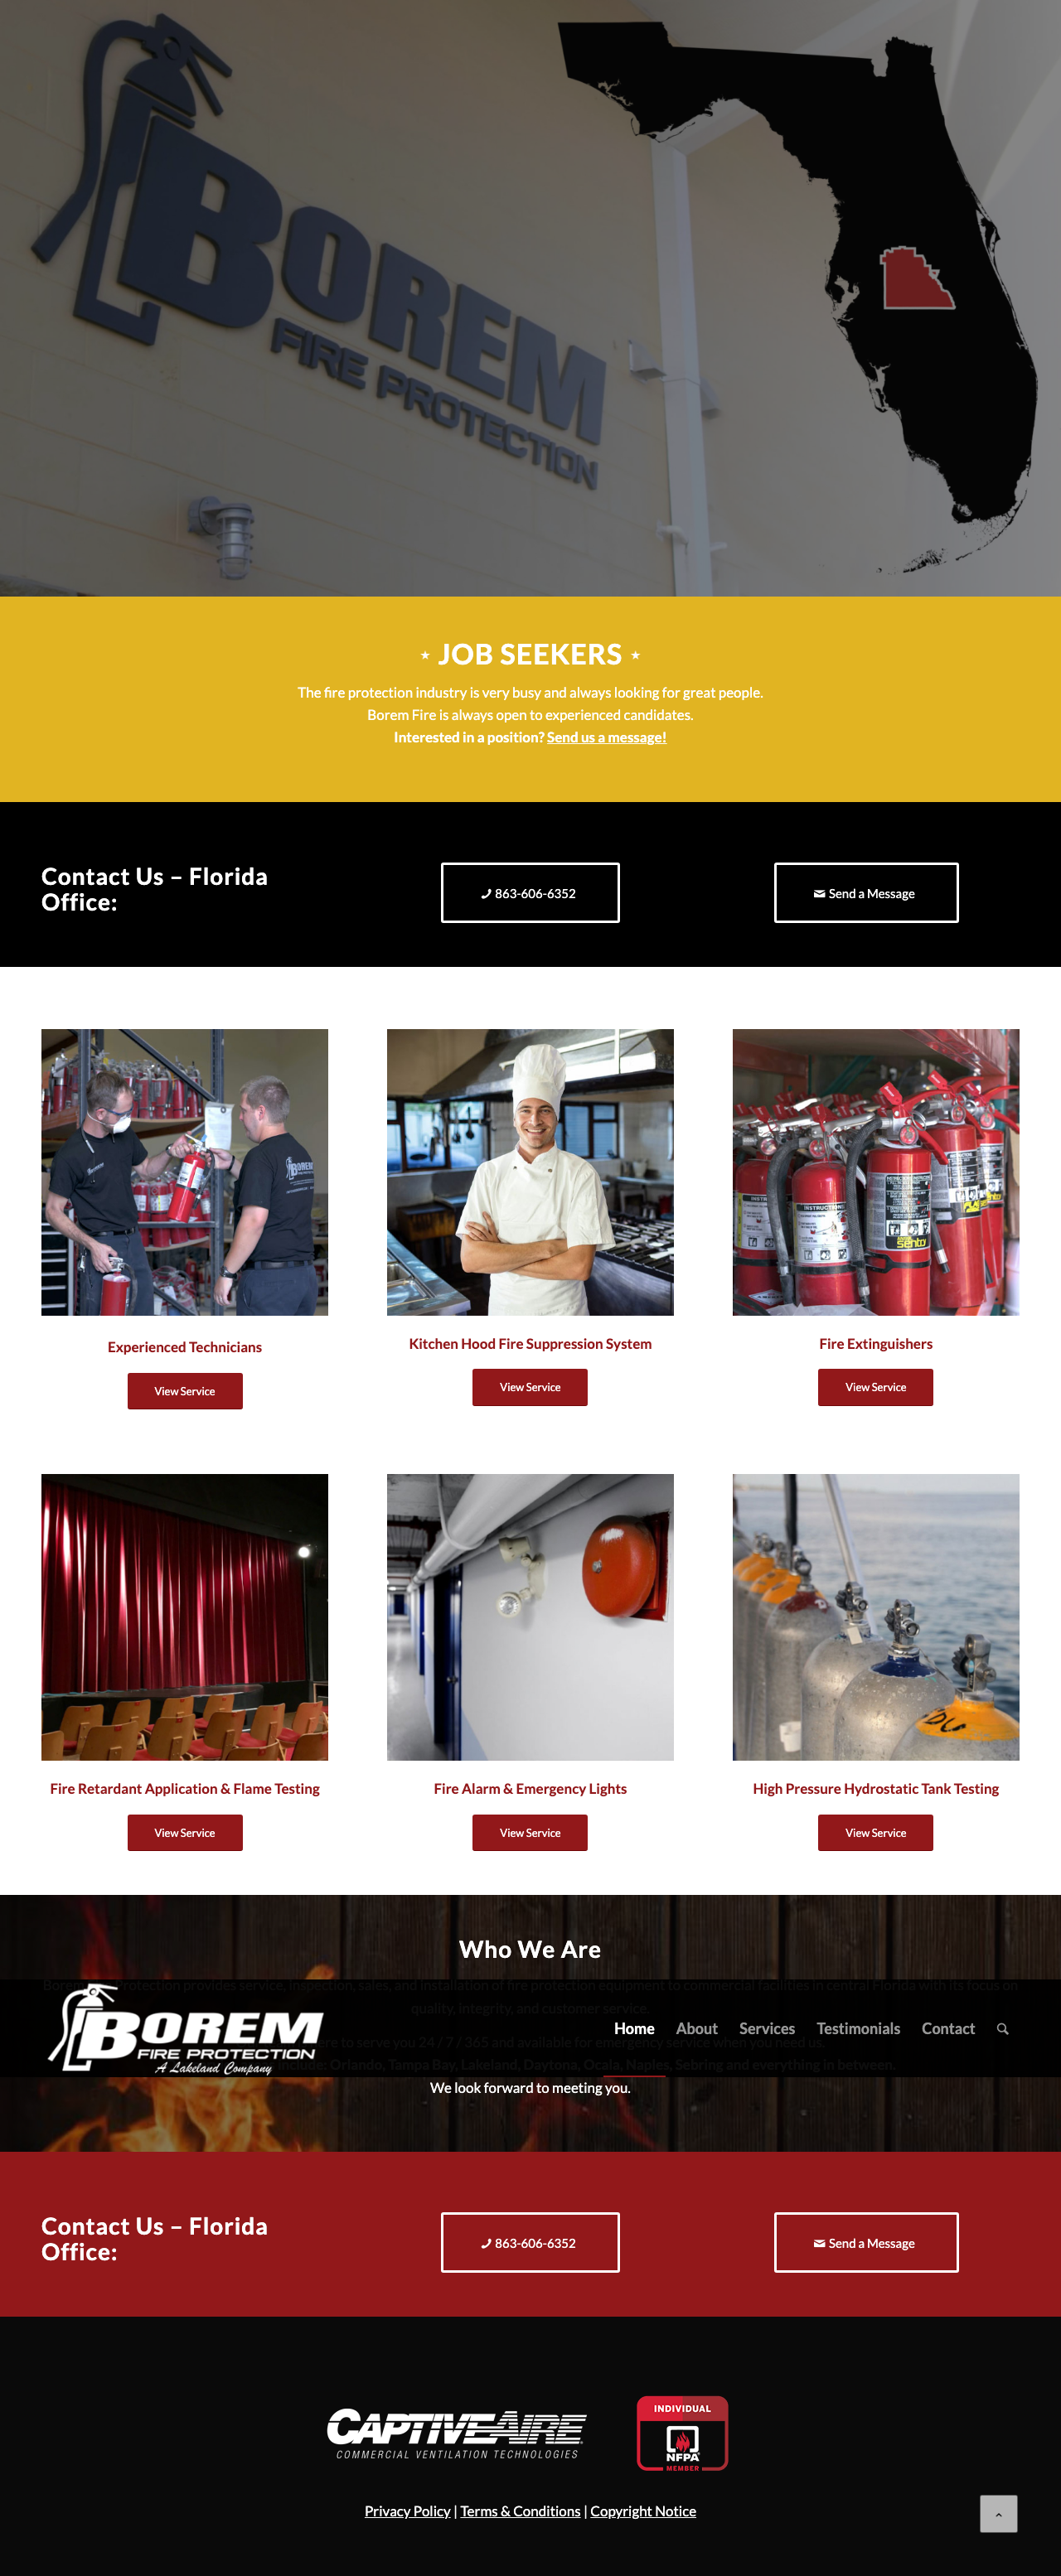 BOREM
FIRE PROTECTION
JOB SEEKERS
The fire protection industry is very busy and always looking for great people.
Borem Fire is always open to experienced candidates.
Interested in a position? Send us a message!
Contact Us – Florida
Office:
863-606-6352
Send a Message
Experienced Technicians
View Service
Kitchen Hood Fire Suppression System
View Service
Fire Extinguishers
View Service
Fire Retardant Application & Flame Testing
View Service
Fire Alarm & Emergency Lights
View Service
High Pressure Hydrostatic Tank Testing
View Service
Who We Are
Protection provides service, inspection, sales, and installation of fire protection equipment to commercial facilities in central Florida with its focus on
quality, integrity, and customer service.
BOREM
FIRE PROTECTION
A Lakeland Company
Home
About
Services
Testimonials
Contact
here to serve you 24 / 7 / 365 and available for emergency service when you need us.
include: Orlando, Tampa Bay, Lakeland, Daytona, Ocala, Naples, Sebring and everything in between.
We look forward to meeting you.
Contact Us – Florida
Office:
863-606-6352
Send a Message
CAPTIVEAIRE
COMMERCIAL VENTILATION TECHNOLOGIES
INDIVIDUAL
NFPA
MEMBER
Privacy Policy | Terms & Conditions | Copyright Notice